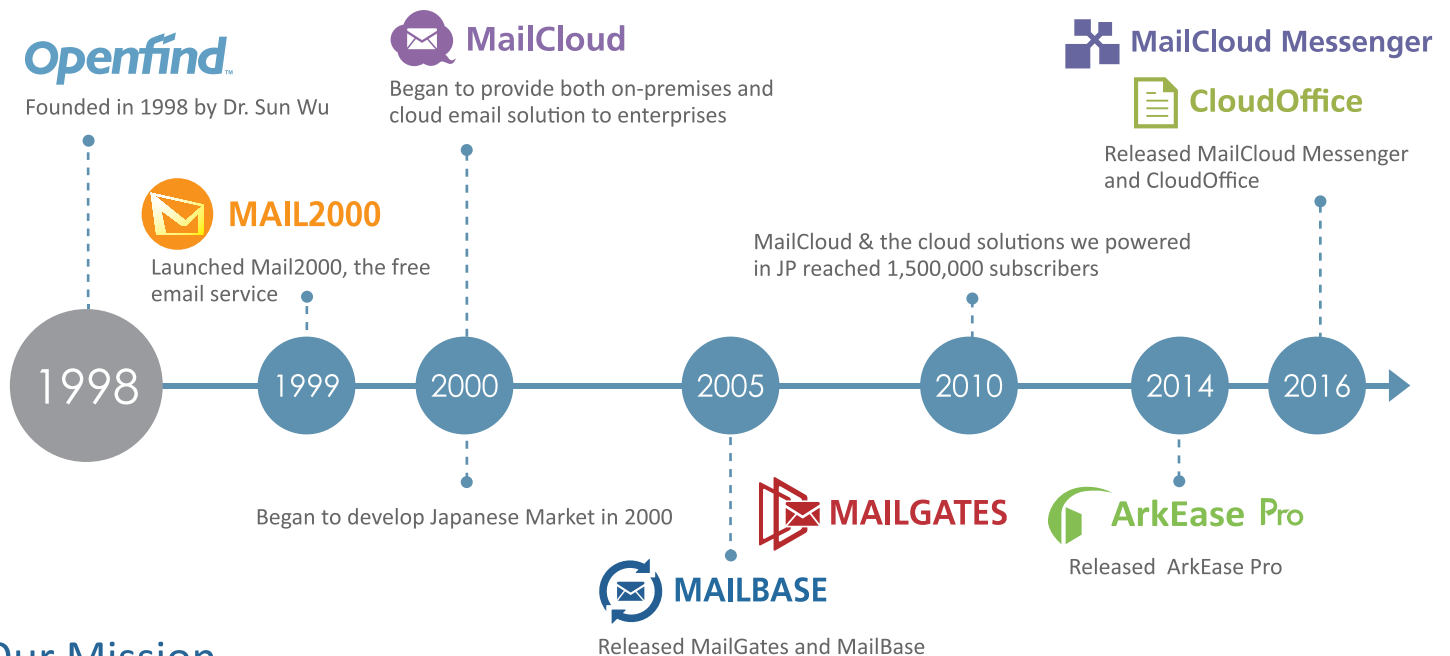 Openfind™
Founded in 1998 by Dr. Sun Wu
MailCloud
Began to provide both on-premises and
cloud email solution to enterprises
MailCloud Messenger
CloudOffice
Released MailCloud Messenger
and CloudOffice
MAIL2000
Launched Mail2000, the free
email service
MailCloud & the cloud solutions we powered
in JP reached 1,500,000 subscribers
1998
1999
2000
2005
2010
2014
2016
Began to develop Japanese Market in 2000
MAILGATES
MAILBASE
Released MailGates and MailBase
ArkEase Pro
Released ArkEase Pro
Our Mission